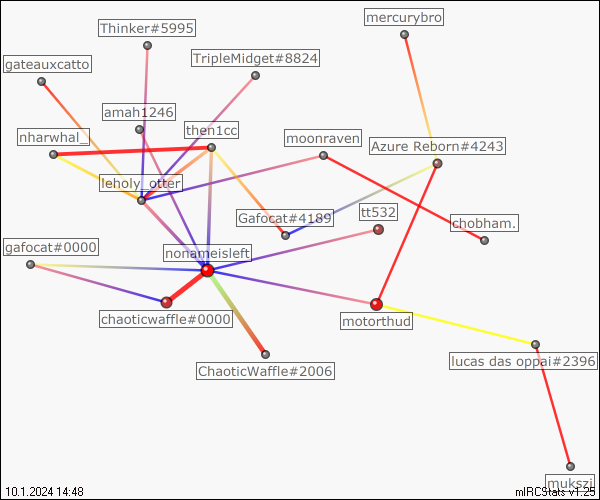 mercurybro
Thinker#5995
TripleMidget#8824
gateauxcatto
amah1246
then1cc
nharwhal_
moonraven
Azure Reborn#4243
leholy_otter
Gafocat#4189
tt532
chobham.
gafocat#0000
nonameisleft
chaoticwaffle#0000
motorthud
ChaoticWaffle#2006
lucas das oppai#2396
mukszi
10.1.2024 14:48
mIRCStats v1.25